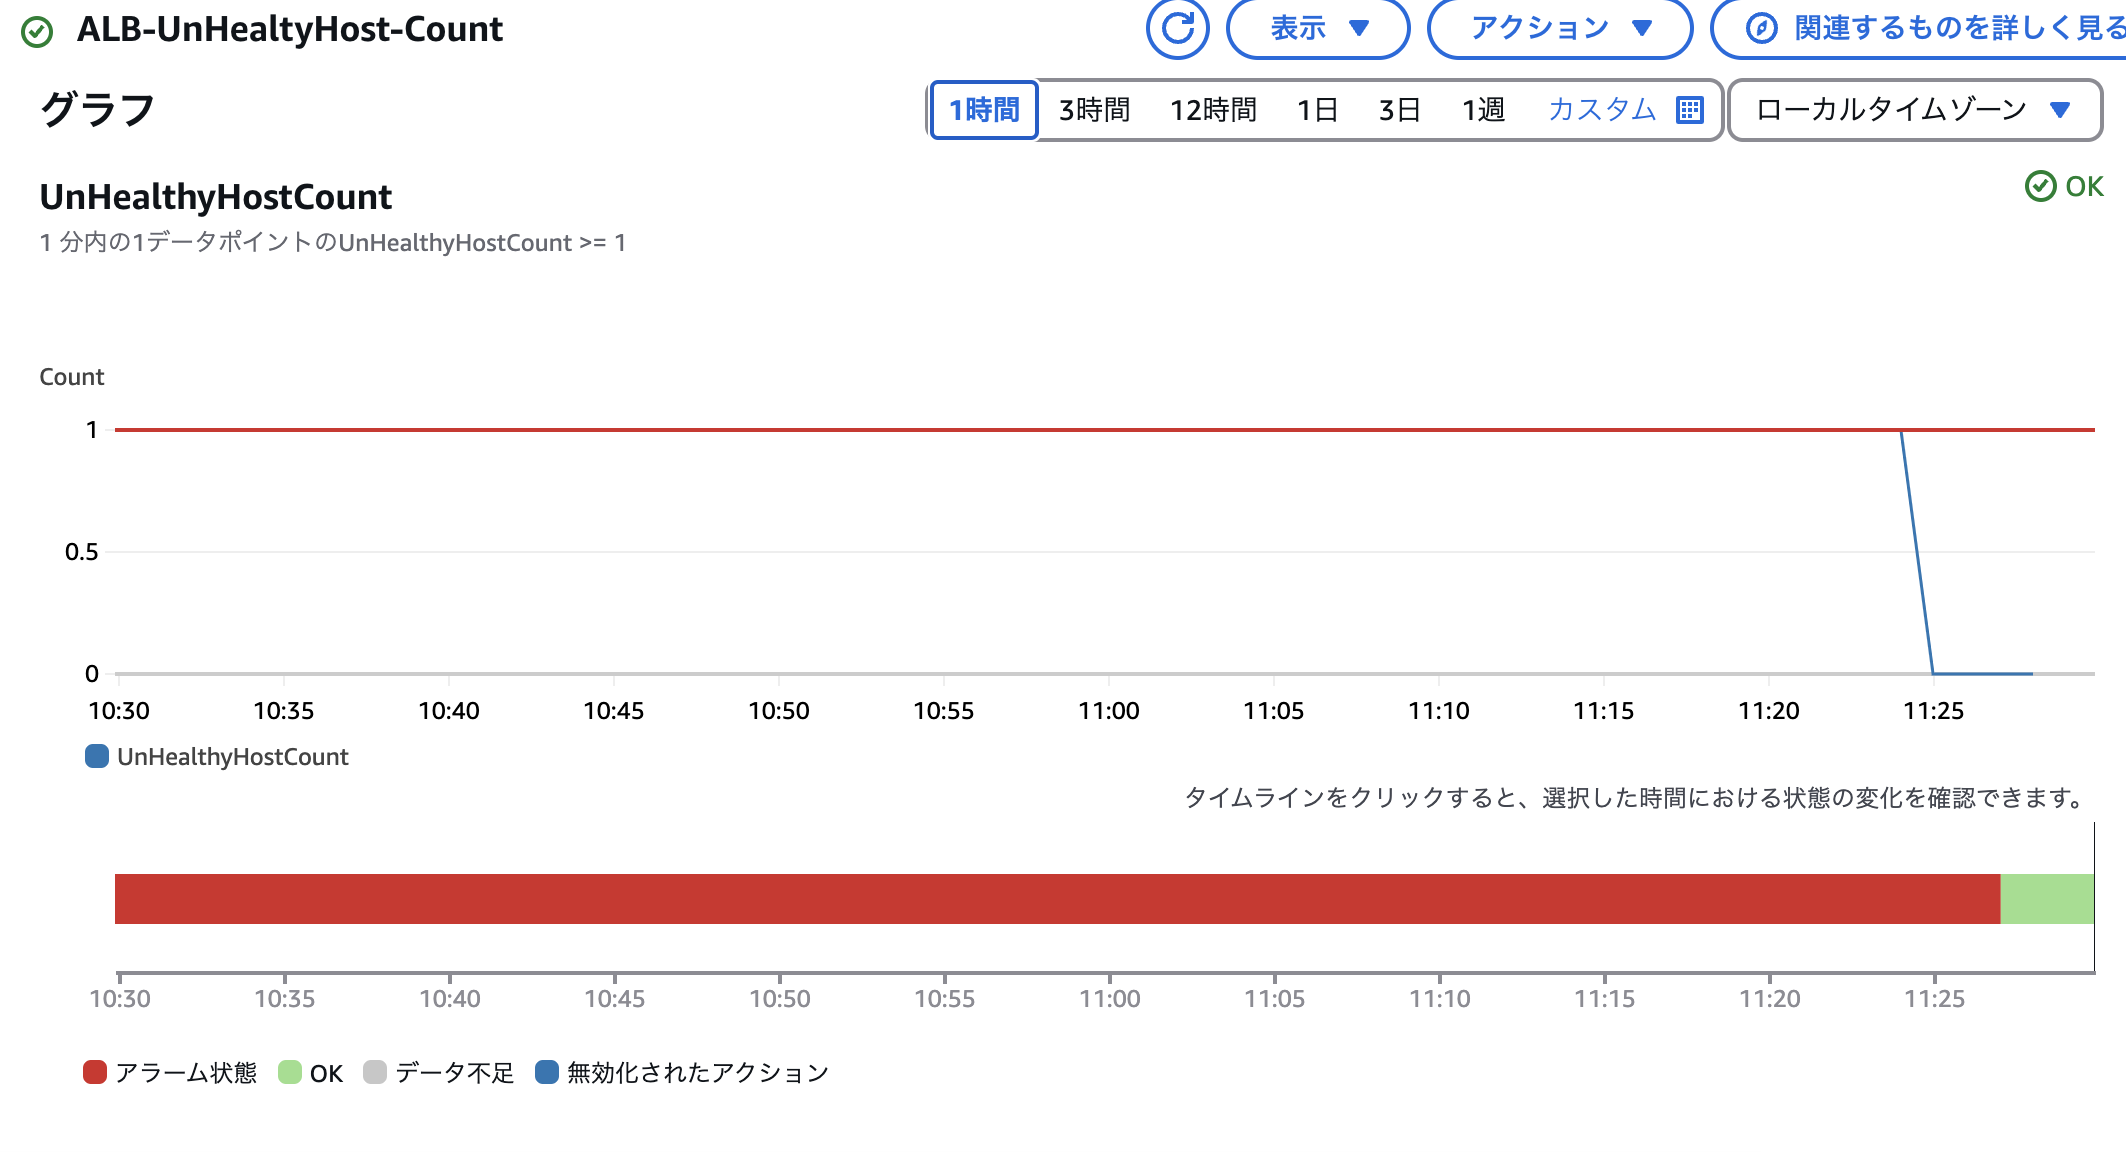 ALB-UnHealtyHost-Count
表示
アクション
関連するものを詳しく見る
グラフ
1時間 3時間 12時間 1日 3日 1週 カスタム
ローカルタイムゾーン
UnHealthyHostCount
OK
1 分内の1データポイントのUnHealthyHostCount >= 1
Count
1
0.5
0
10:30 10:35 10:40 10:45 10:50 10:55 11:00 11:05 11:10 11:15 11:20 11:25
UnHealthyHostCount
タイムラインをクリックすると、選択した時間における状態の変化を確認できます。
10:30 10:35 10:40 10:45 10:50 10:55 11:00 11:05 11:10 11:15 11:20 11:25
アラーム状態 OK データ不足 無効化されたアクション